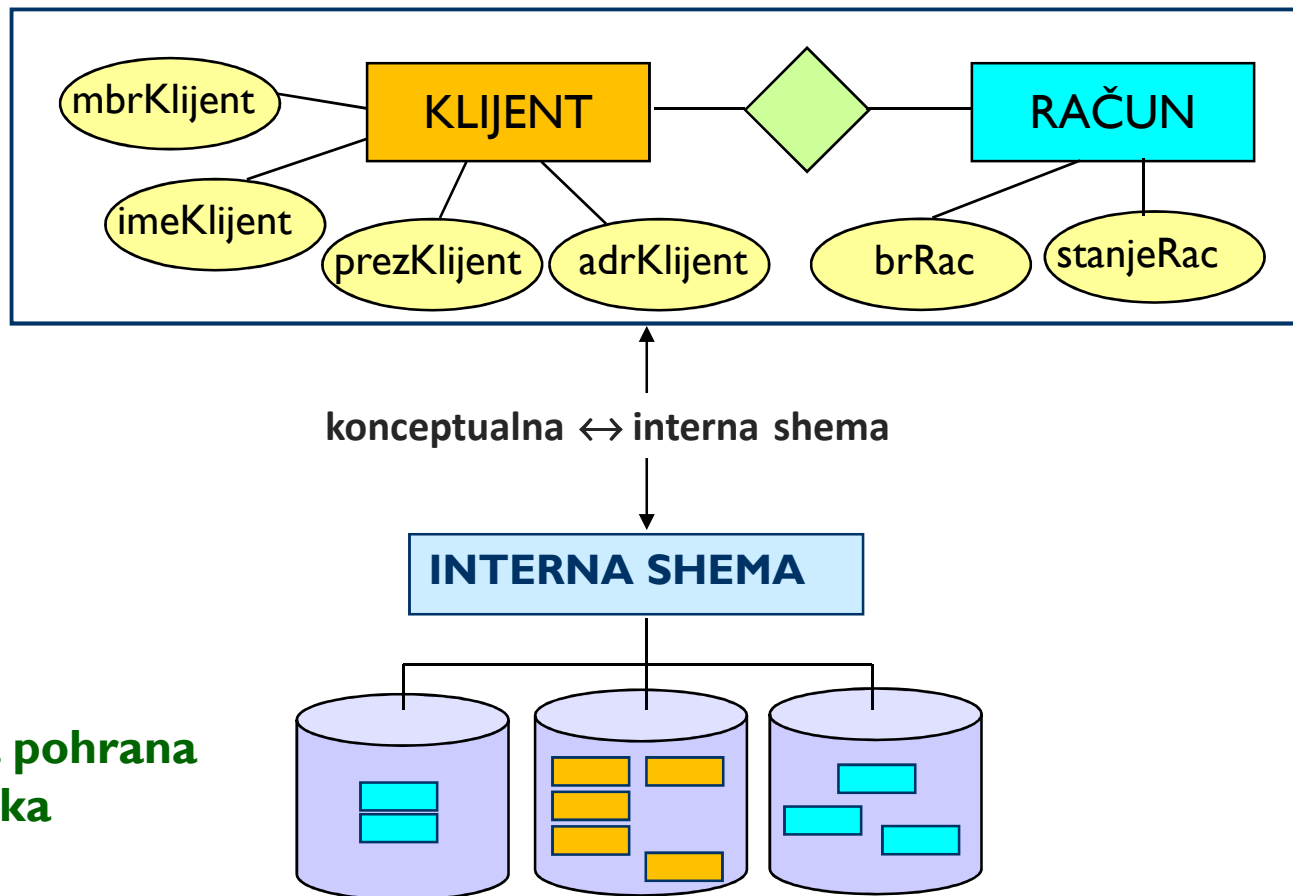 mbrKlijent
KLIJENT
RAČUN
imeKlijent
prezKlijent
adrKlijent
brRac
stanjeRac
konceptualna ↔ interna shema
INTERNA SHEMA
pohrana
ka